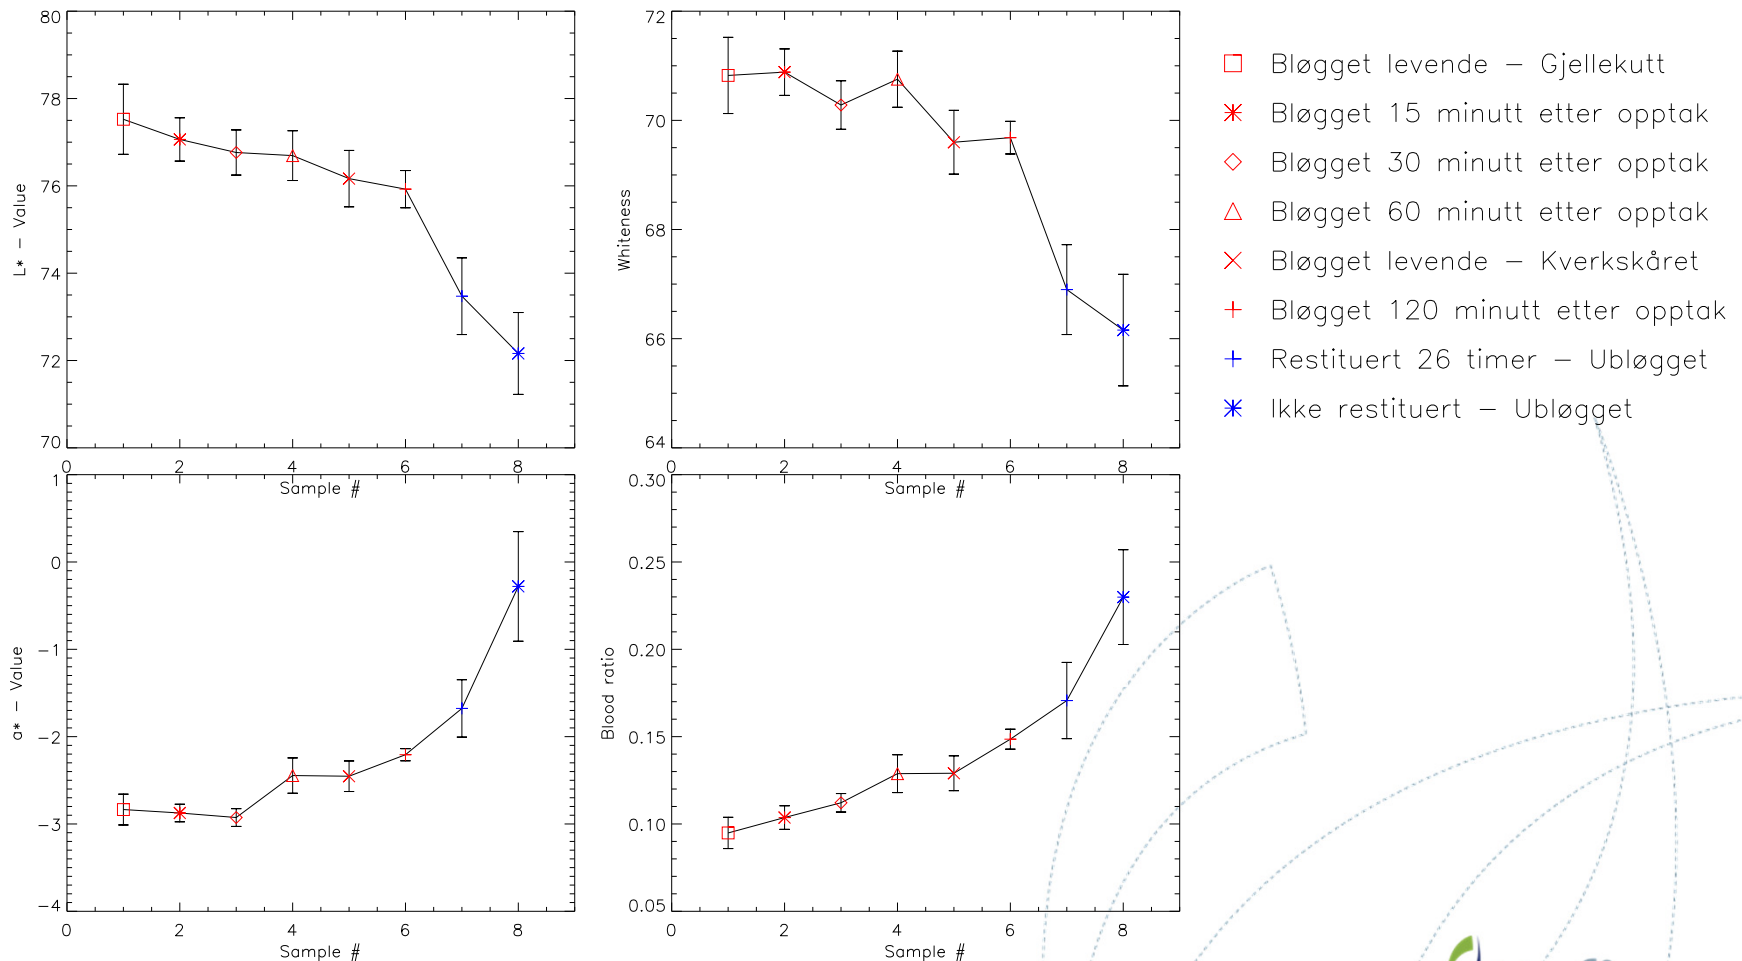 80
78
76
74
72
70
L* – Value
0 2 4 6 8
Sample #
72
70
68
66
64
Whiteness
0 2 4 6 8
Sample #
□ Bløgget levende – Gjellekutt
Bløgget 15 minutt etter opptak
◇ Bløgget 30 minutt etter opptak
△ Bløgget 60 minutt etter opptak
× Bløgget levende – Kverkskåret
+ Bløgget 120 minutt etter opptak
+ Restituert 26 timer – Ubløgget
Ikke restituert – Ubløgget
1
0
−1
−2
−3
−4
a* – Value
0 2 4 6 8
Sample #
0.30
0.25
0.20
0.15
0.10
0.05
Blood ratio
0 2 4 6 8
Sample #